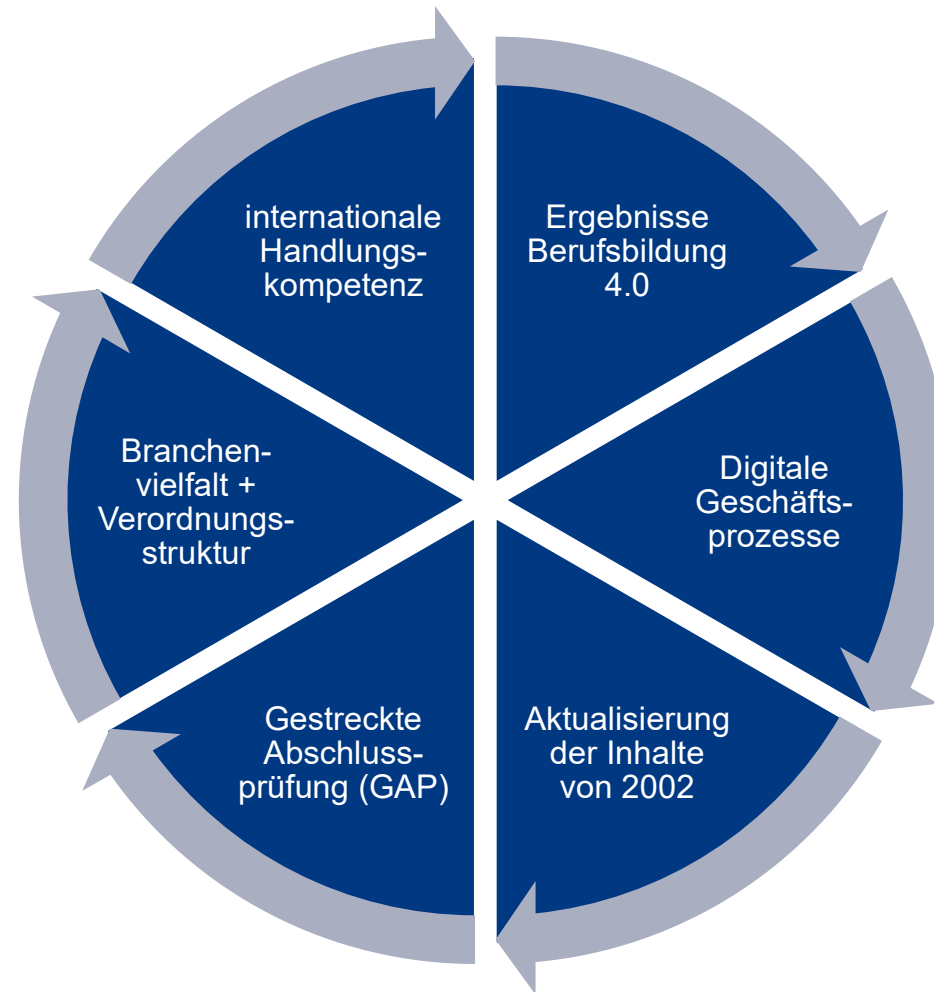 internationale
Handlungs-
kompetenz
Ergebnisse
Berufsbildung
4.0
Digitale
Geschäfts-
prozesse
Aktualisierung
der Inhalte
von 2002
Gestreckte
Abschluss-
prüfung (GAP)
Branchen-
vielfalt +
Verordnungs-
struktur